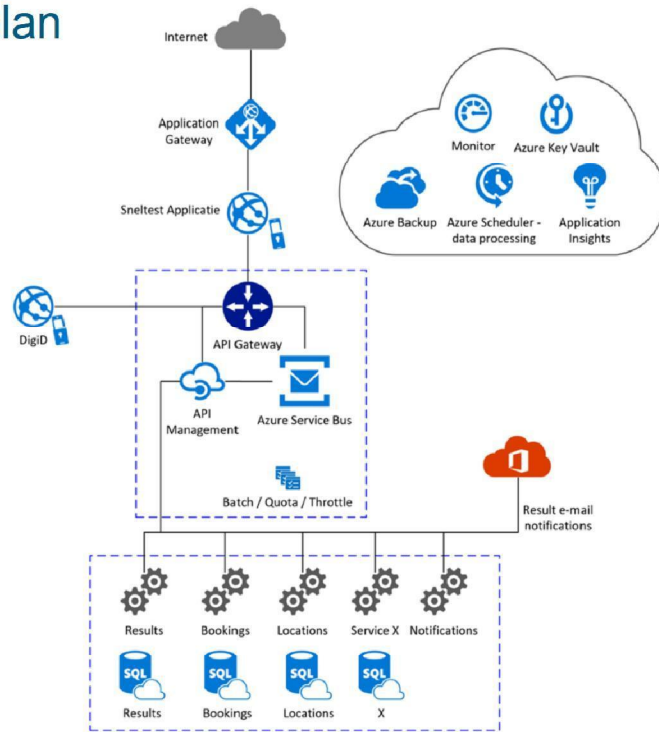 lan
Internet
Application
Gateway
Monitor
Azure Key Vault
Sneltest Applicatie
Azure Backup
Azure Scheduler -
data processing
Application
Insights
DigiD
API Gateway
API
Management
Azure Service Bus
Batch / Quota / Throttle
Result e-mail
notifications
Results
Bookings
Locations
Service X
Notifications
SQL
SQL
SQL
SQL
Results
Bookings
Locations
X